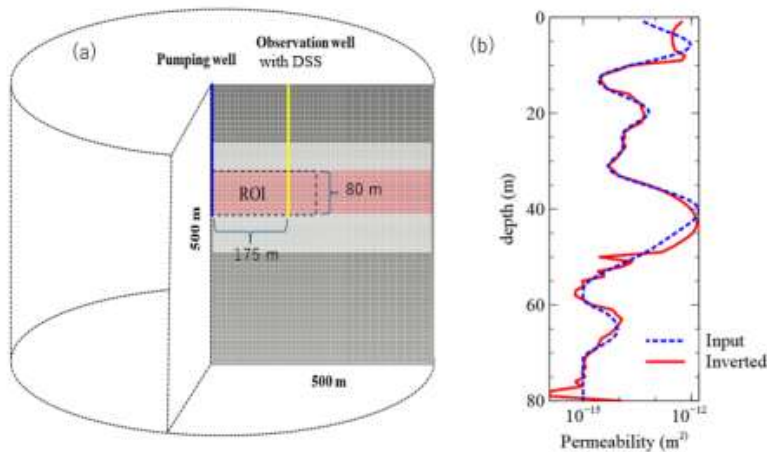 (a)
Pumping well
Observation well
with DSS
ROI
80 m
175 m
500 m
500 m
(b)
0
20
40
60
80
depth (m)
Input
Inverted
10⁻¹³
10⁻¹²
Permeability (m²)